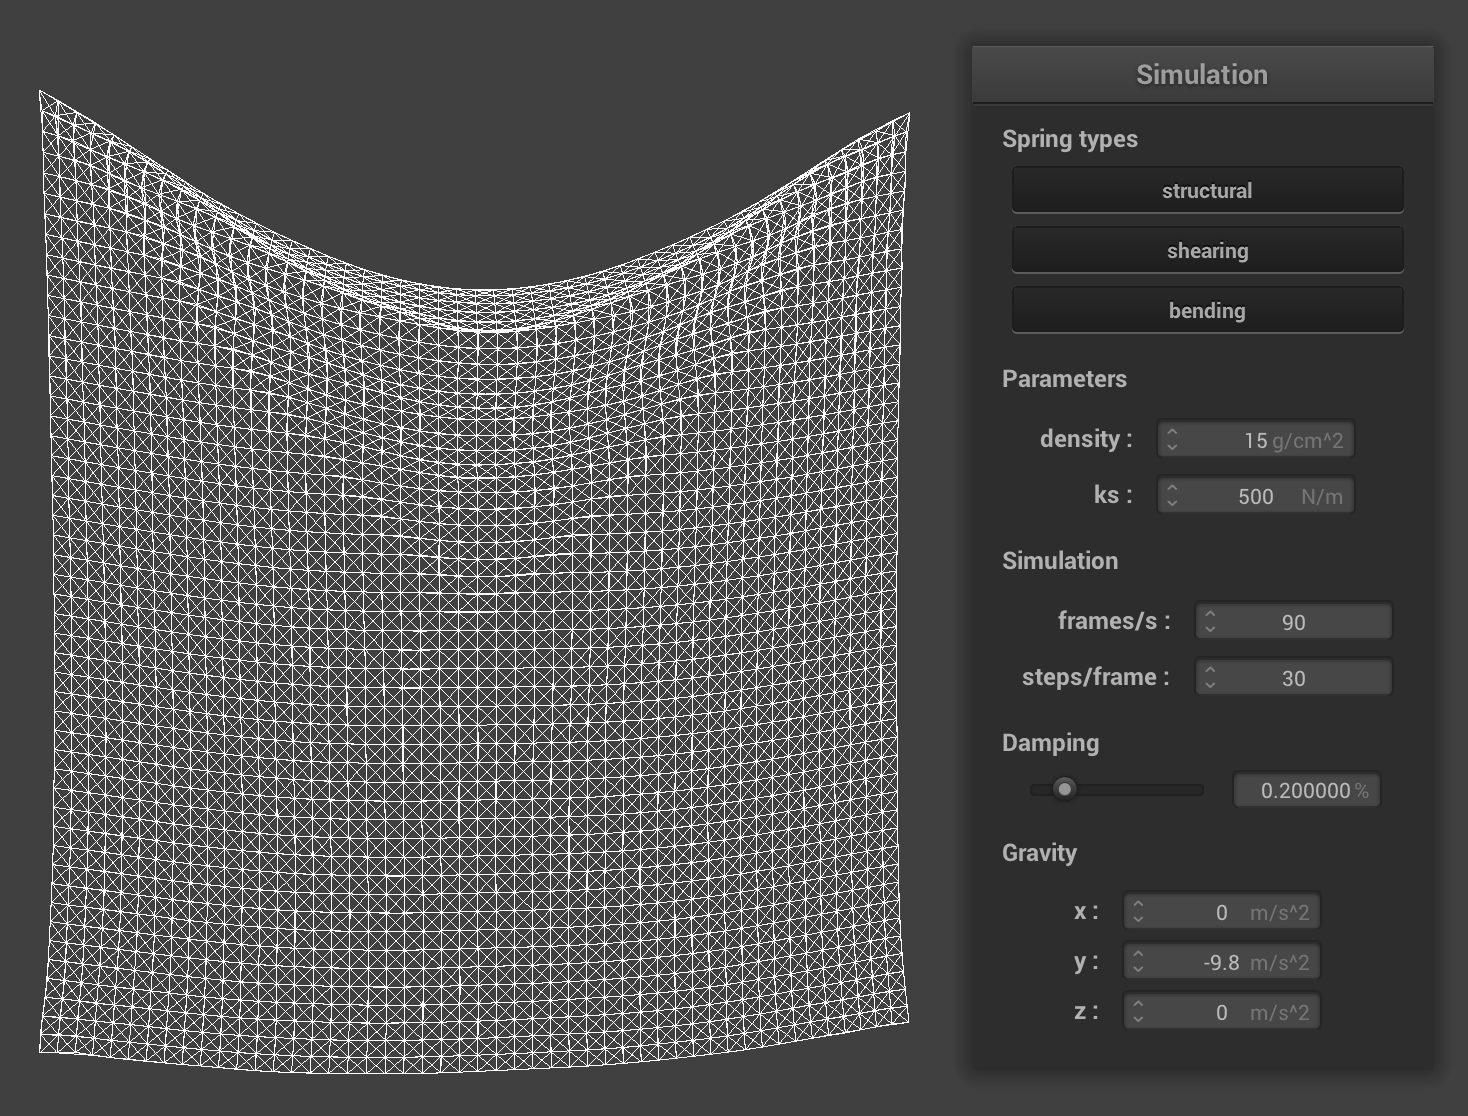 Simulation
Spring types
structural
shearing
bending
Parameters
density : 15 g/cm^2
ks : 500 N/m
Simulation
frames/s : 90
steps/frame : 30
Damping
0.200000 %
Gravity
x : 0 m/s^2
y : -9.8 m/s^2
z : 0 m/s^2